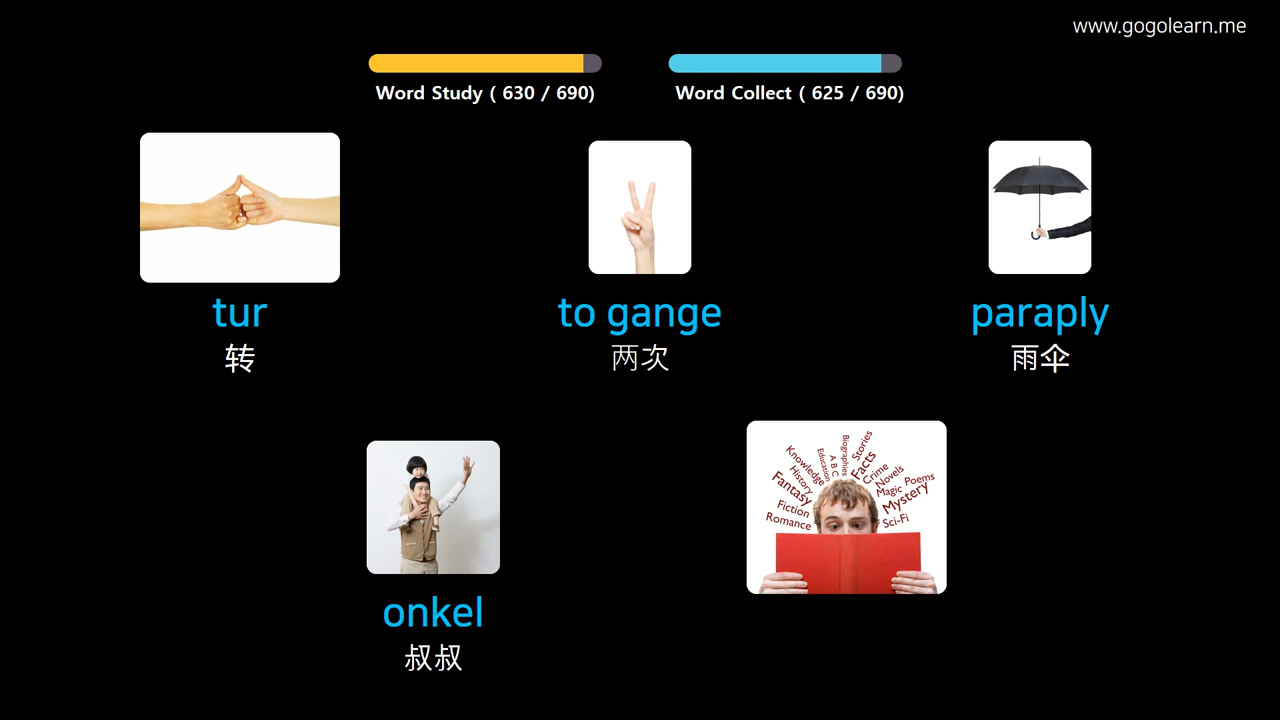 www.gogolearn.me
Word Study ( 630 / 690)
Word Collect ( 625 / 690)
tur
转
to gange
两次
paraply
雨伞
onkel
叔叔
Biographies
Stories
Facts
A B C
Education
Knowledge
History
Fantasy
Fiction
Romance
Crime
Novels
Magic
Poems
Mystery
Sci-Fi